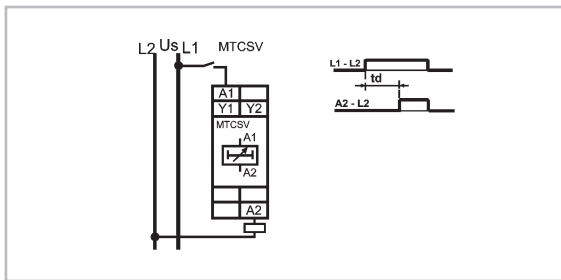 L2 Us L1 MTCSV
A1
Y1 Y2
MTCSV
A1
A2
A2
L1 - L2
td
A2 - L2